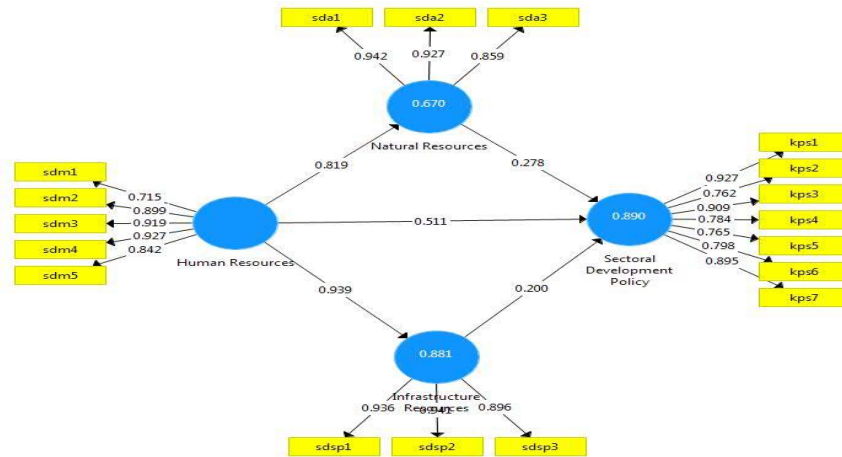 sda1 sda2 sda3
0.942 0.927 0.859
0.670
Natural Resources
0.819 0.278
sdm1
sdm2
sdm3
sdm4
sdm5
0.715
0.899
0.919
0.927
0.842
Human Resources
0.511
0.890
Sectoral
Development
Policy
kps1
kps2
kps3
kps4
kps5
kps6
kps7
0.927
0.762
0.909
0.784
0.765
0.798
0.895
0.939 0.200
0.881
Infrastructure
Resources
0.936 0.941 0.896
sdsp1 sdsp2 sdsp3